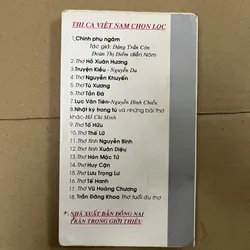 THI CA VIỆT NAM CHỌN LỌC
1.Chinh phụ ngâm
Tác giả: Đặng Trần Côn
Đoàn Thị Điểm diễn Nôm
2.Thơ Hồ Xuân Hương
3.Truyện Kiều - Nguyễn Du
4.Thơ Nguyễn Khuyến
5.Thơ Tú Xương
6.Thơ Tản Đà
7.Lục Vân Tiên-Nguyễn Đình Chiểu
8.Nhật ký trong tù và những bài thơ
khác-Hồ Chí Minh
9.Thơ Tố Hữu
10.Thơ Thế Lữ
11.Thơ tình Nguyễn Bính
12.Thơ tình Xuân Diệu
13.Thơ Hàn Mặc Tử
14.Thơ Huy Cận
15.Thơ Lưu Trọng Lư
16.Thơ Tế Hanh
17.Thơ Vũ Hoàng Chương
18.Trần Đăng Khoa Thơ tuổi ấu thơ
NHÀ XUẤT BẢN ĐỒNG NAI
TRÂN TRỌNG GIỚI THIỆU